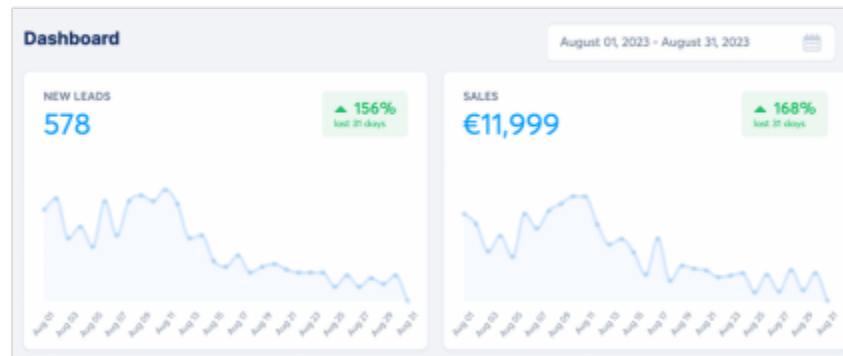 Dashboard
August 01, 2023 - August 31, 2023
NEW LEADS
578
156%
last 31 days
Aug 01 Aug 03 Aug 05 Aug 07 Aug 09 Aug 11 Aug 13 Aug 15 Aug 17 Aug 19 Aug 21 Aug 23 Aug 25 Aug 27 Aug 29 Aug 31
SALES
€11,999
168%
last 31 days
Aug 01 Aug 03 Aug 05 Aug 07 Aug 09 Aug 11 Aug 13 Aug 15 Aug 17 Aug 19 Aug 21 Aug 23 Aug 25 Aug 27 Aug 29 Aug 31